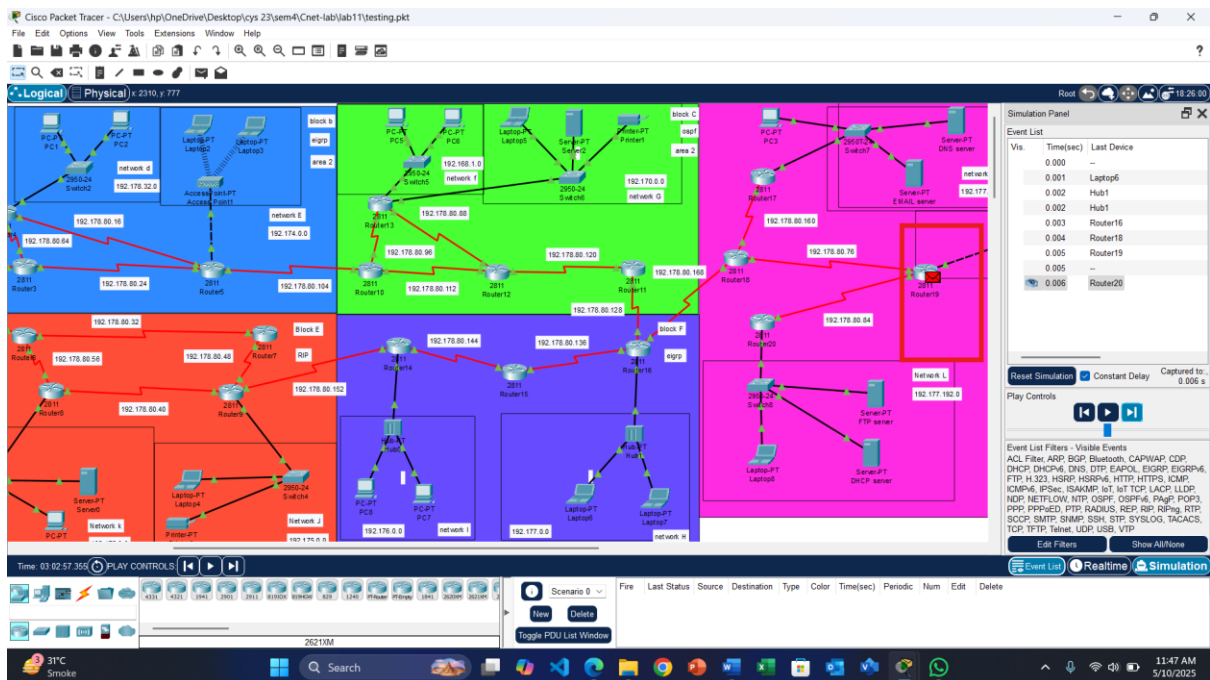 Cisco Packet Tracer - C:\Users\hp\OneDrive\Desktop\cys 23\sem4\Cnet-lab\lab11\testing.pkt
File Edit Options View Tools Extensions Window Help
Logical Physical x: 2310, y: 777 Root 18:26:00
PC-PT
PC1
PC-PT
PC2
Laptop-PT
Laptop2
Laptop-PT
Laptop3
block b
eigrp
area 2
network d
2950-24
Switch2
192.178.32.0
AccessPoint-PT
Access Point1
network E
192.174.0.0
192.178.80.16
192.178.80.64
2811
Router3
192.178.80.24
2811
192.178.80.104
PC-PT
PC5
PC-PT
PC6
Laptop-PT
Laptop5
Server-PT
Server2
Printer-PT
Printer1
block C
ospf
area 2
192.168.1.0
network f
2950-24
Switch5
2950-24
Switch6
192.170.0.0
network G
2811
Router13
192.178.80.88
192.178.80.96
192.178.80.120
2811
Router10
192.178.80.112
2811
Router12
2811
Router11
192.178.80.168
192.178.80.128
PC-PT
PC3
2950T-24
Switch7
Server-PT
DNS server
Server-PT
EMAIL server
network
192.177.
2811
Router17
192.178.80.160
2811
Router18
192.178.80.76
2811
Router19
192.178.80.84
2811
Router20
Network L
192.177.192.0
2950-24
Switch8
Server-PT
FTP server
Laptop-PT
Laptop8
Server-PT
DHCP server
192.178.80.32
2811
192.178.80.56
192.178.80.48
2811
Router7
Block E
RIP
192.178.80.152
2811
192.178.80.40
2811
Router9
Server-PT
Network k
PC-PT
Laptop-PT
Laptop4
Printer-PT
2950-24
Switch4
Network J
192.175.0.0
2811
Router14
192.178.80.144
2811
Router15
192.178.80.136
block F
2811
Router16
eigrp
Hub-PT
Hub0
PC-PT
PC8
PC-PT
PC7
192.176.0.0
network I
Hub-PT
Hub1
Laptop-PT
Laptop6
Laptop-PT
Laptop7
192.177.0.0
network H
Simulation Panel
Event List
Vis. Time(sec) Last Device
0.000 --
0.001 Laptop6
0.002 Hub1
0.002 Hub1
0.003 Router16
0.004 Router18
0.005 Router19
0.005 --
0.006 Router20
Reset Simulation Constant Delay Captured to:
0.006 s
Play Controls
Event List Filters - Visible Events
ACL Filter, ARP, BGP, Bluetooth, CAPWAP, CDP,
DHCP, DHCPv6, DNS, DTP, EAPOL, EIGRP, EIGRPv6,
FTP, H.323, HSRP, HSRPv6, HTTP, HTTPS, ICMP,
ICMPv6, IPSec, ISAKMP, IoT, IoT TCP, LACP, LLDP,
NDP, NETFLOW, NTP, OSPF, OSPFv6, PAgP, POP3,
PPP, PPPoED, PTP, RADIUS, REP, RIP, RIPng, RTP,
SCCP, SMTP, SNMP, SSH, STP, SYSLOG, TACACS,
TCP, TFTP, Telnet, UDP, USB, VTP
Edit Filters Show All/None
Time: 03:02:57.355 PLAY CONTROLS: Event List Realtime Simulation
4331 4321 1941 2901 2911 819IOX 819HGW 829 1240 PT-Router PT-Empty 1841 2620XM 2621XM
2621XM
Scenario 0
New Delete
Toggle PDU List Window
Fire Last Status Source Destination Type Color Time(sec) Periodic Num Edit Delete
3
31°C
Smoke
Search
11:47 AM
5/10/2025